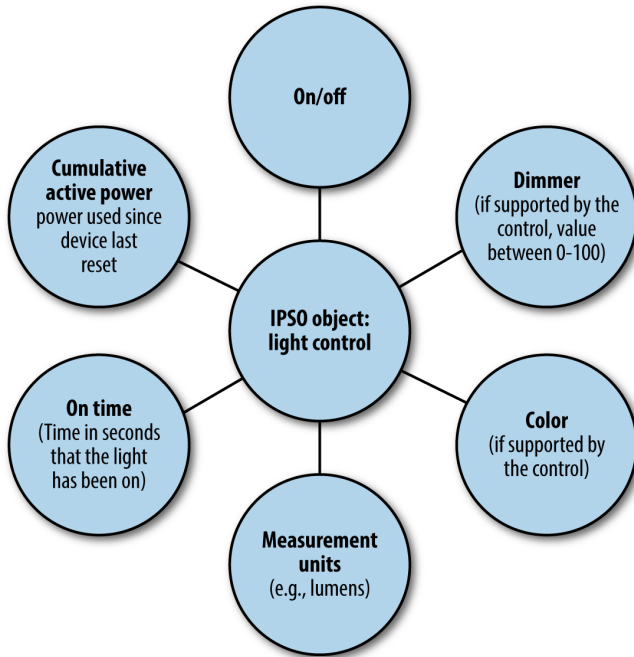 On/off
Cumulative
active power
power used since
device last
reset
Dimmer
(if supported by the
control, value
between 0-100)
IPSO object:
light control
On time
(Time in seconds
that the light
has been on)
Color
(if supported by
the control)
Measurement
units
(e.g., lumens)